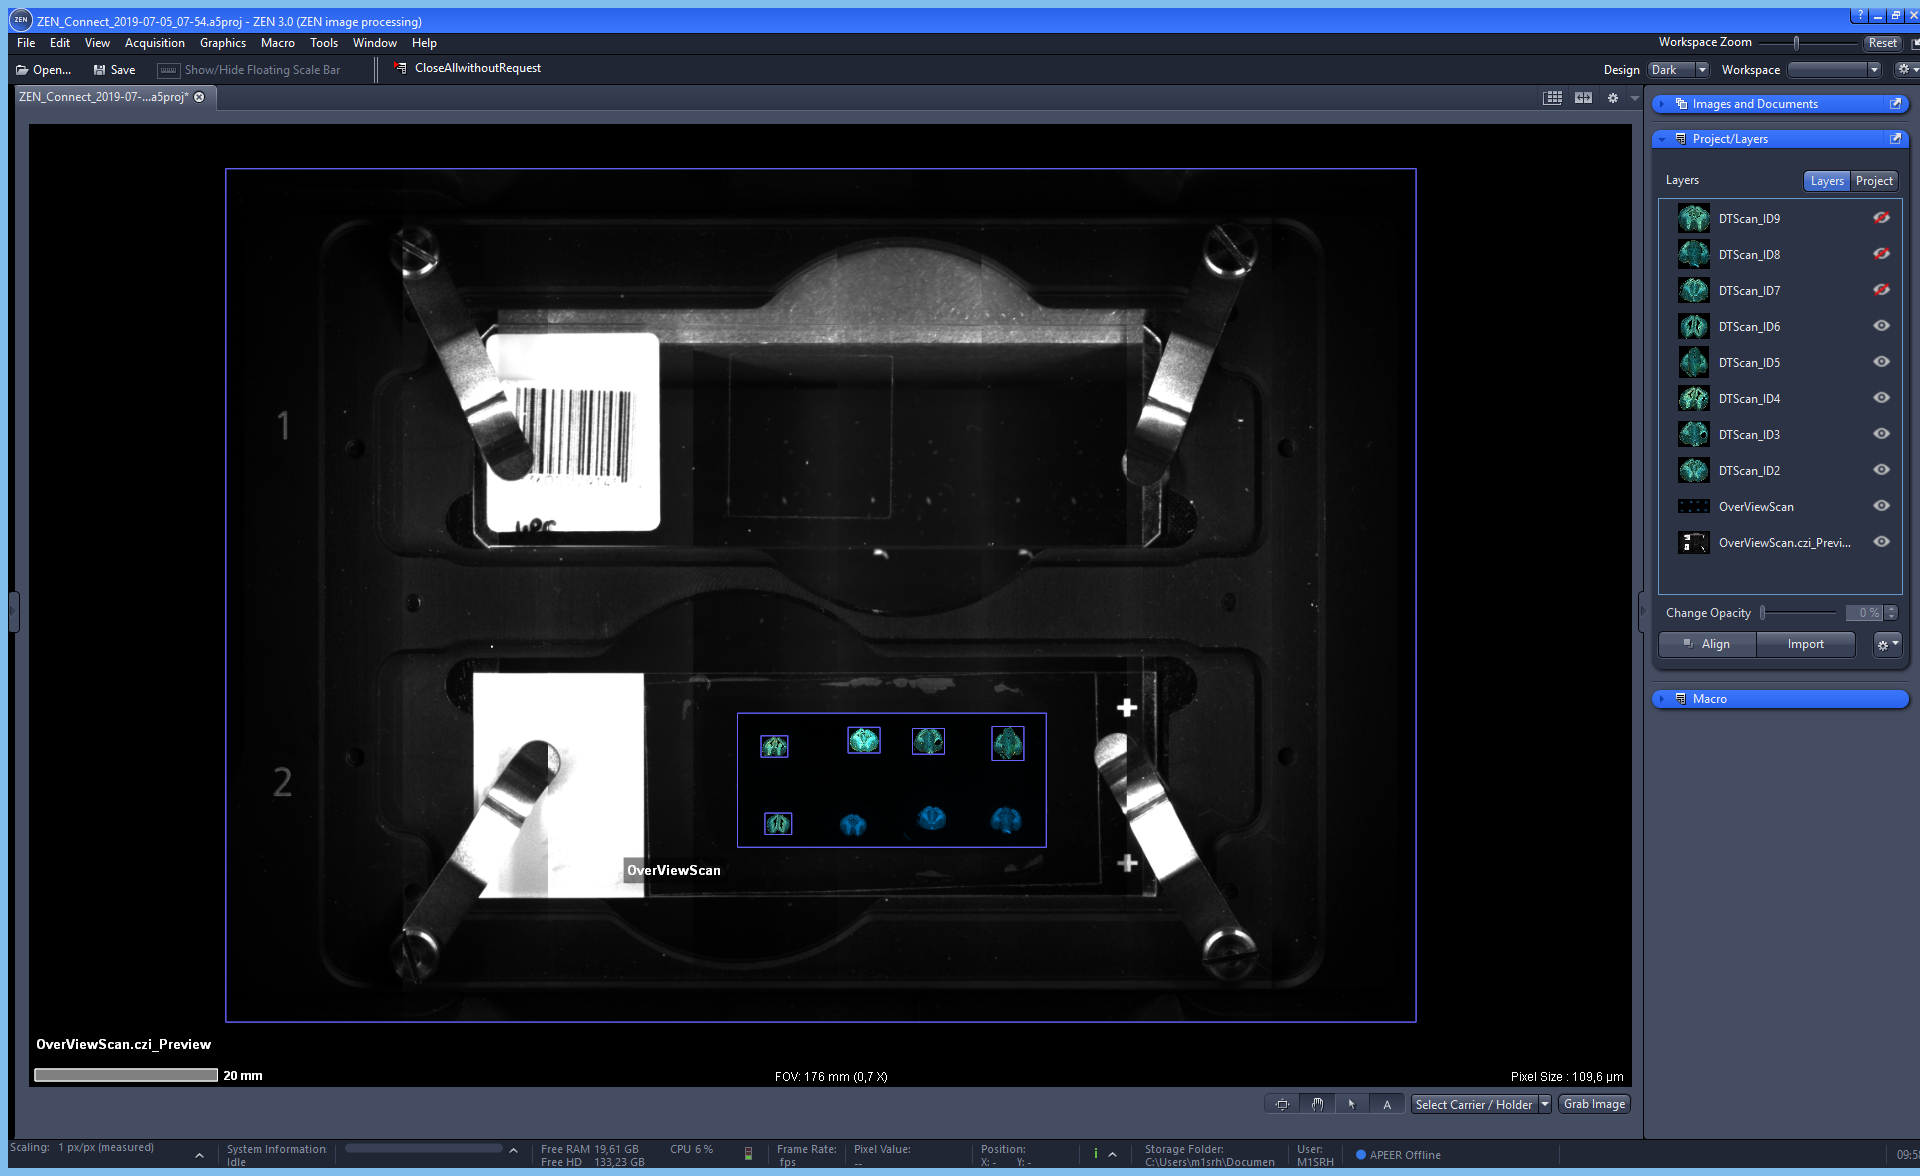 ZEN ZEN_Connect_2019-07-05_07-54.a5proj - ZEN 3.0 (ZEN image processing)
File Edit View Acquisition Graphics Macro Tools Window Help
Workspace Zoom Reset
Open... Save Show/Hide Floating Scale Bar CloseAllwithoutRequest
Design Dark Workspace
ZEN_Connect_2019-07-...a5proj*
Images and Documents
Project/Layers
Layers Layers Project
DTScan_ID9
DTScan_ID8
DTScan_ID7
DTScan_ID6
DTScan_ID5
DTScan_ID4
DTScan_ID3
DTScan_ID2
OverViewScan
OverViewScan.czi_Previ...
Change Opacity 0 %
Align Import
Macro
1
2
OverViewScan
OverViewScan.czi_Preview
20 mm
FOV: 176 mm (0,7 X)
Pixel Size : 109,6 µm
A Select Carrier / Holder Grab Image
Scaling: 1 px/px (measured)
System Information
Idle
Free RAM 19,61 GB
Free HD 133,23 GB
CPU 6 %
Frame Rate:
fps
Pixel Value:
--
Position:
X: - Y: -
i
Storage Folder:
C:\Users\m1srh\Documen
User:
M1SRH
APEER Offline